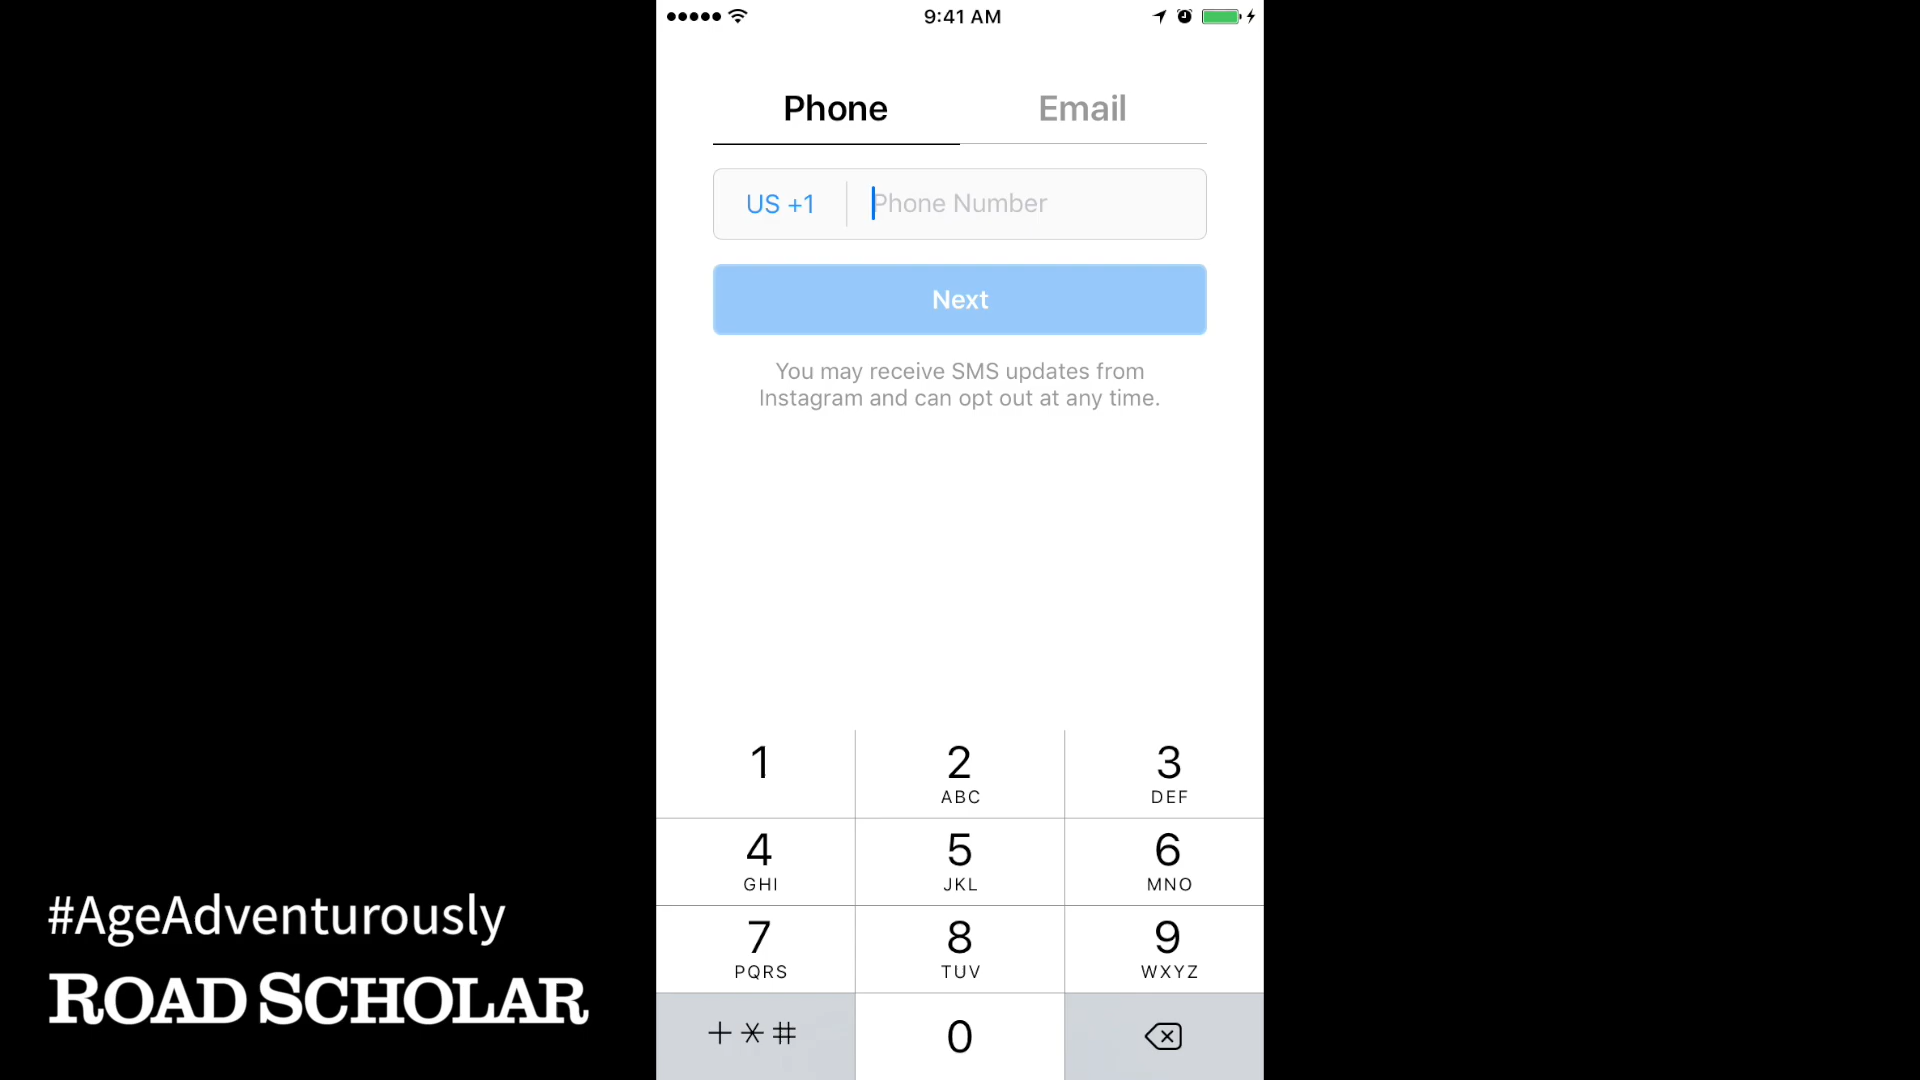 9:41 AM
Phone
Email
US +1
Phone Number
Next
You may receive SMS updates from
Instagram and can opt out at any time.
1
2
ABC
3
DEF
4
GHI
5
JKL
6
MNO
7
PQRS
8
TUV
9
WXYZ
+*#
0
#AgeAdventurously
ROAD SCHOLAR